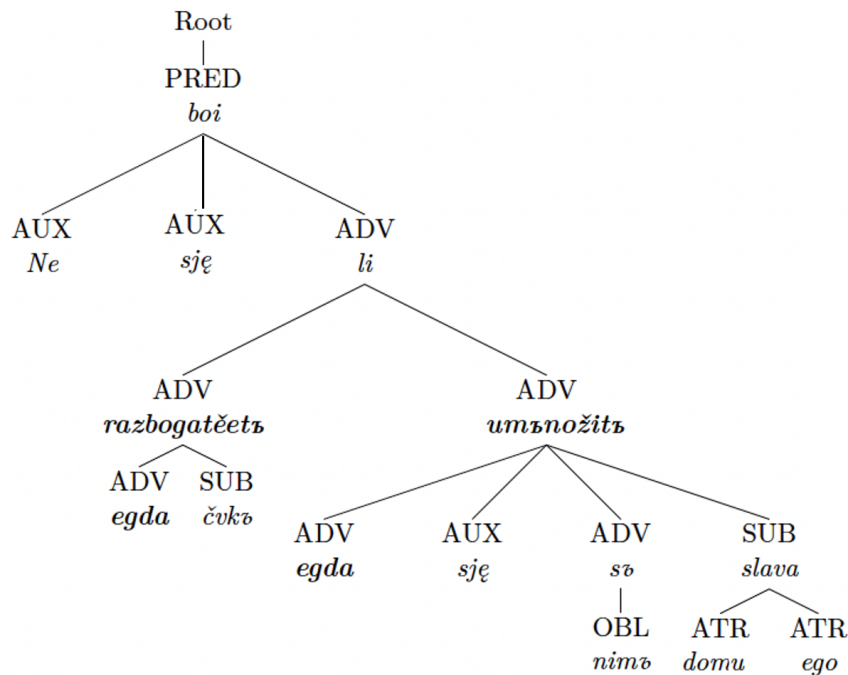 Root
PRED
boi
AUX AUX ADV
Ne sję li
ADV ADV
razbogatěetъ umъnožitъ
ADV SUB
egda čvkъ
ADV AUX ADV SUB
egda sję sъ slava
OBL ATR ATR
nimъ domu ego